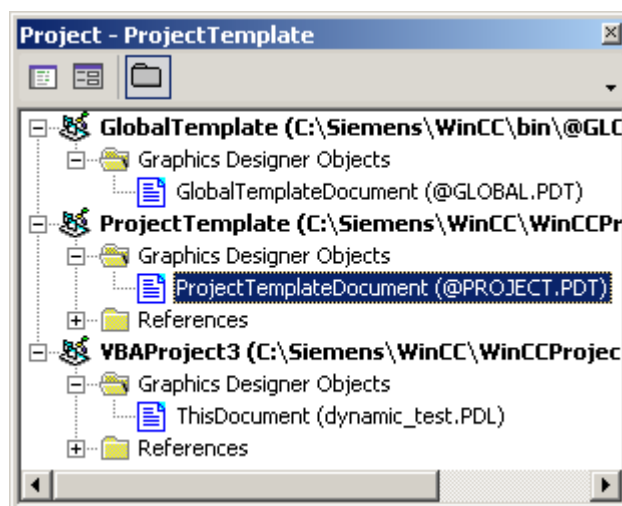 Project - ProjectTemplate
GlobalTemplate (C:\Siemens\WinCC\bin\@GLC
Graphics Designer Objects
GlobalTemplateDocument (@GLOBAL.PDT)
ProjectTemplate (C:\Siemens\WinCC\WinCCPr
Graphics Designer Objects
ProjectTemplateDocument (@PROJECT.PDT)
References
VBAProject3 (C:\Siemens\WinCC\WinCCProjec
Graphics Designer Objects
ThisDocument (dynamic_test.PDL)
References